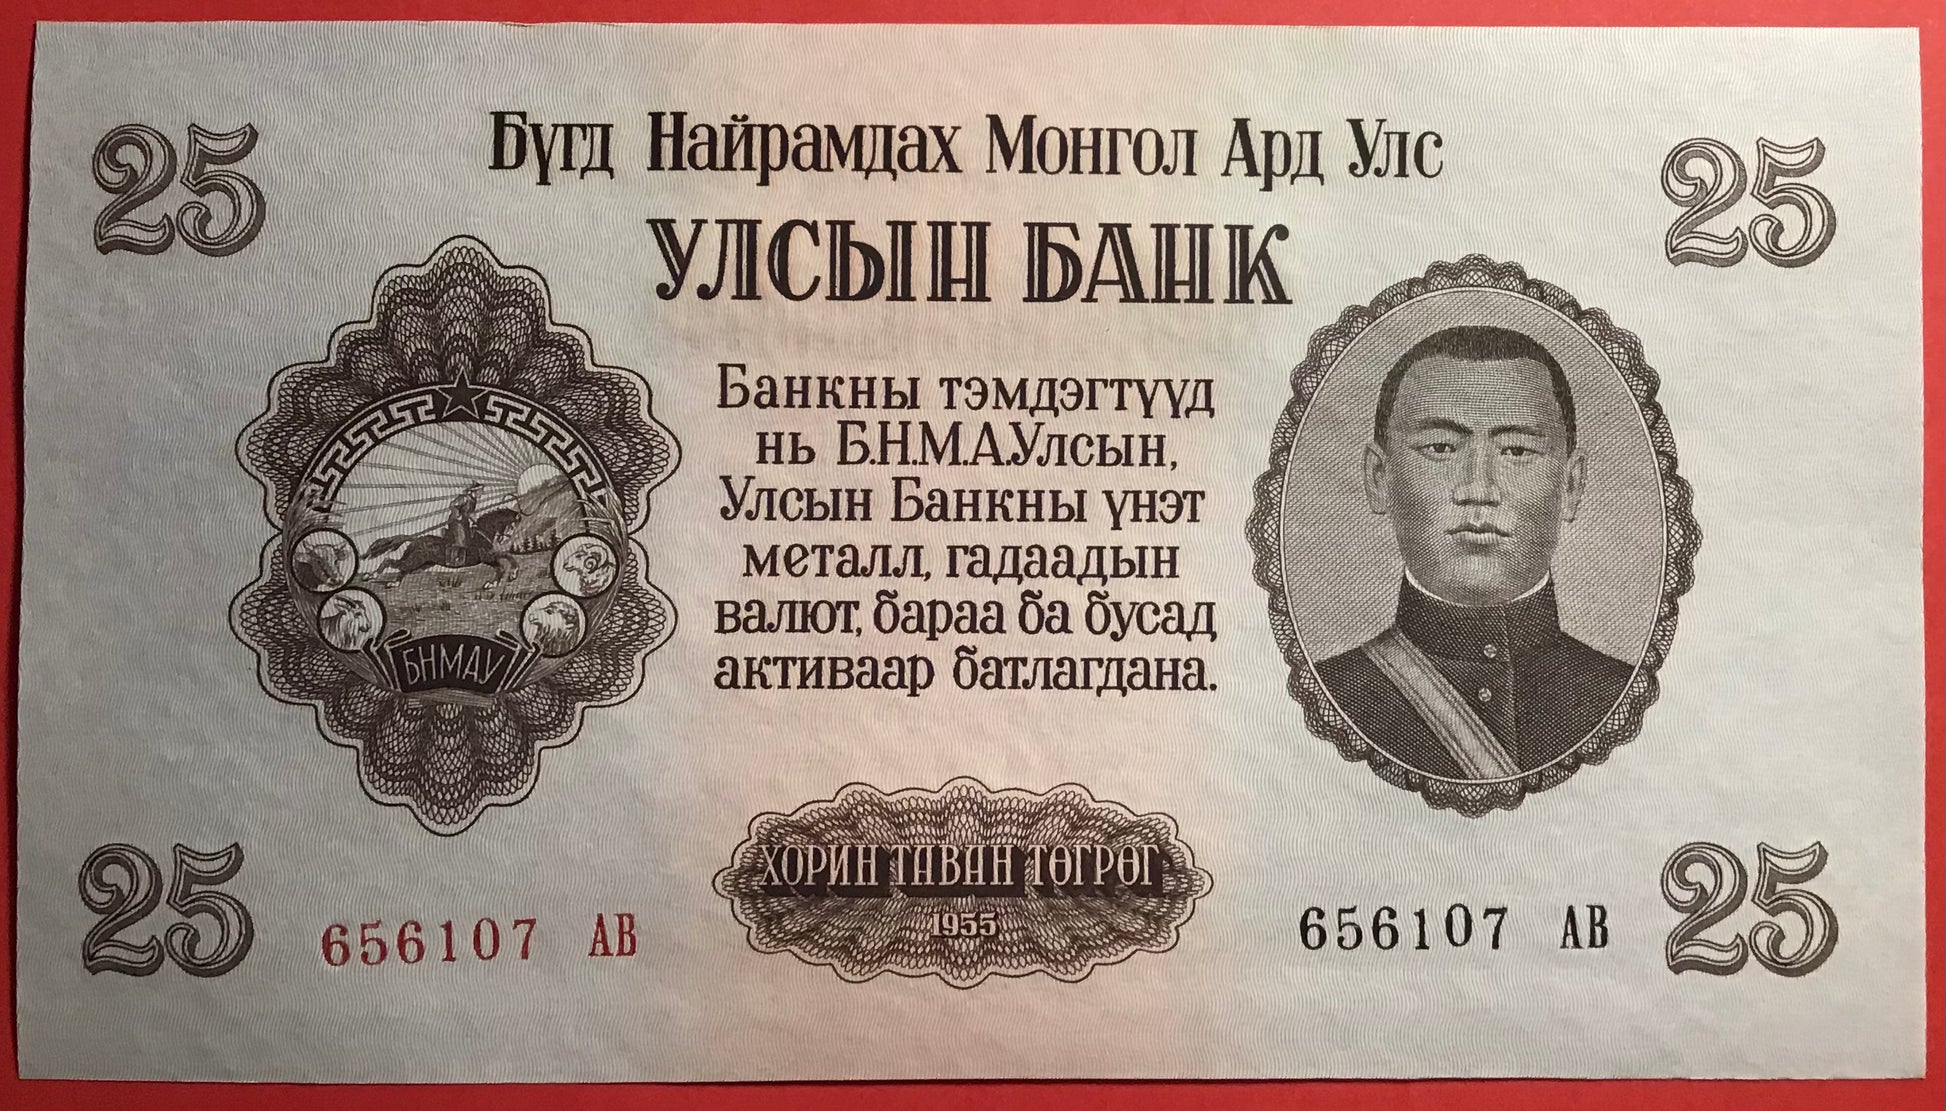 25
25
Бүгд Найрамдах Монгол Ард Улс
УЛСЫН БАНК
Банкны тэмдэгтүүд
нь Б.Н.М.А.Улсын,
Улсын Банкны үнэт
металл, гадаадын
валют, бараа ба бусад
активаар батлагдана.
БНМАУ
ХОРИН ТАВАН ТӨГРӨГ
1955
25
656107 АВ
656107 АВ
25